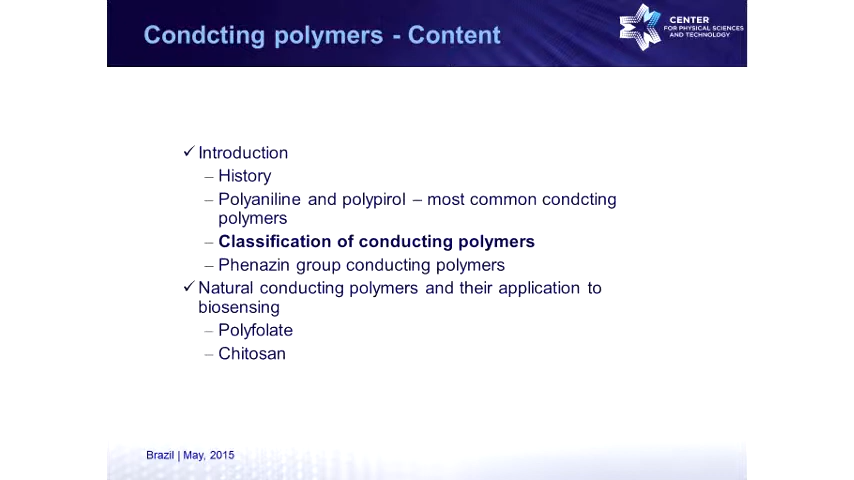 Condcting polymers - Content
CENTER
FOR PHYSICAL SCIENCES
AND TECHNOLOGY
✓ Introduction
– History
– Polyaniline and polypirol – most common condcting
polymers
– Classification of conducting polymers
– Phenazin group conducting polymers
✓ Natural conducting polymers and their application to
biosensing
– Polyfolate
– Chitosan
Brazil | May, 2015